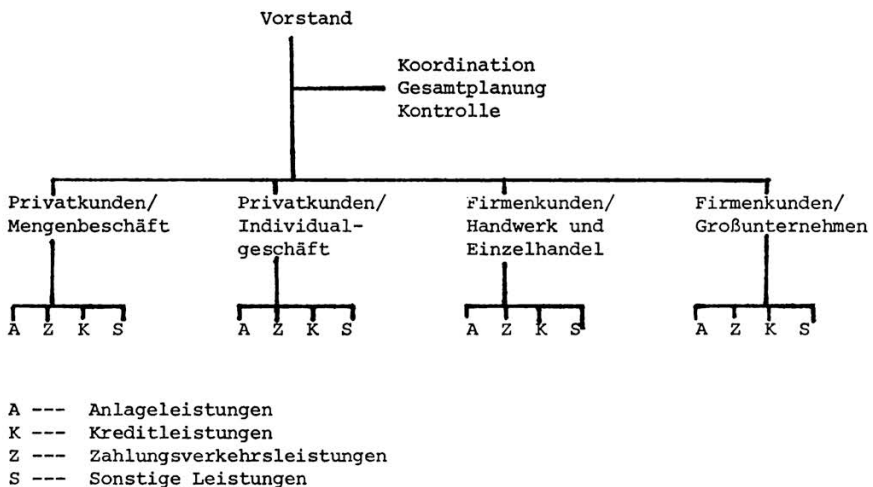 Vorstand
Koordination
Gesamtplanung
Kontrolle
Privatkunden/
Mengenbeschäft
Privatkunden/
Individual-
geschäft
Firmenkunden/
Handwerk und
Einzelhandel
Firmenkunden/
Großunternehmen
A Z K S
A Z K S
A Z K S
A Z K S
A --- Anlageleistungen
K --- Kreditleistungen
Z --- Zahlungsverkehrsleistungen
S --- Sonstige Leistungen